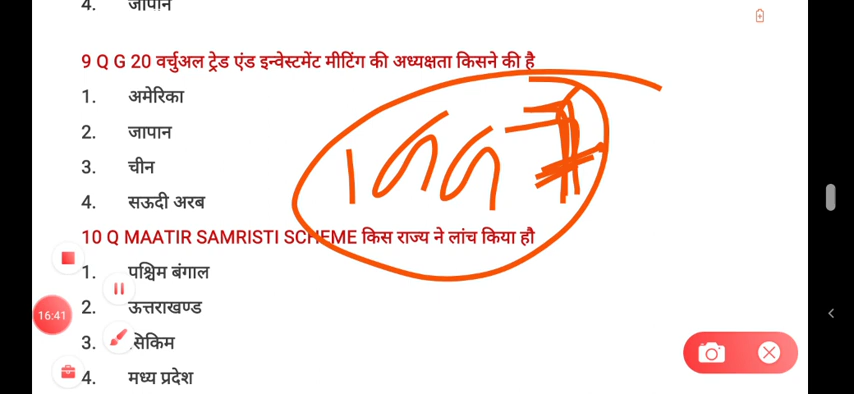 4. जापान
9 Q G 20 वर्चुअल ट्रेड एंड इन्वेस्टमेंट मीटिंग की अध्यक्षता किसने की है
1. अमेरिका
2. जापान
3. चीन
4. सऊदी अरब
10 Q MAATIR SAMRISTI SCHEME किस राज्य ने लांच किया हौ
1. पश्चिम बंगाल
2. ऊत्तराखण्ड
16:41
3. सिकिम
4. मध्य प्रदेश